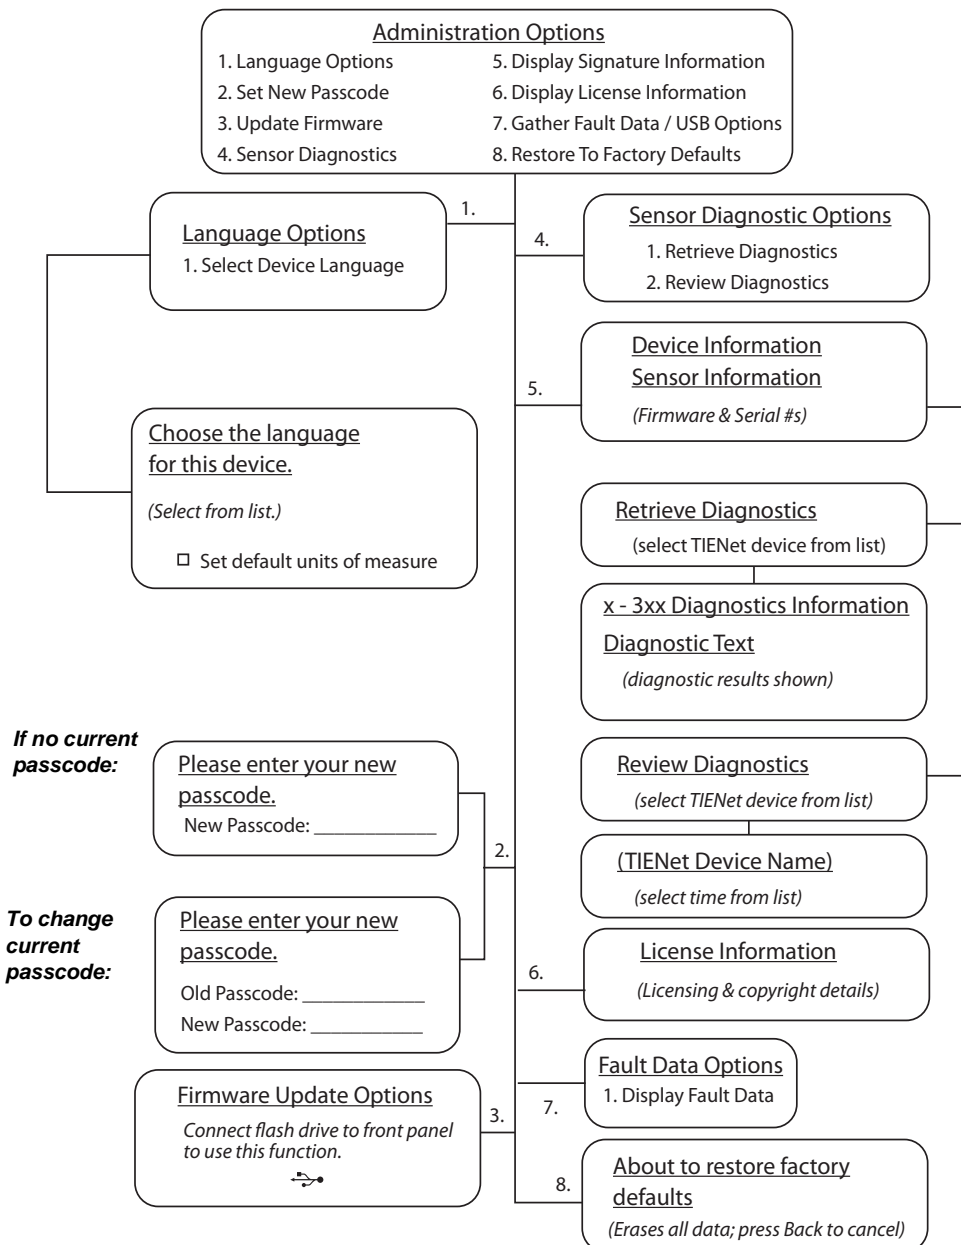 Administration Options
1. Language Options
2. Set New Passcode
3. Update Firmware
4. Sensor Diagnostics
5. Display Signature Information
6. Display License Information
7. Gather Fault Data / USB Options
8. Restore To Factory Defaults
1.
Language Options
1. Select Device Language
4.
Sensor Diagnostic Options
1. Retrieve Diagnostics
2. Review Diagnostics
5.
Device Information
Sensor Information
(Firmware & Serial #s)
Choose the language
for this device.
(Select from list.)
Set default units of measure
Retrieve Diagnostics
(select TIENet device from list)
x - 3xx Diagnostics Information
Diagnostic Text
(diagnostic results shown)
If no current
passcode:
Please enter your new
passcode.
New Passcode: ____________
2.
Review Diagnostics
(select TIENet device from list)
(TIENet Device Name)
(select time from list)
To change
current
passcode:
Please enter your new
passcode.
Old Passcode: ____________
New Passcode: ___________
6.
License Information
(Licensing & copyright details)
Firmware Update Options
Connect flash drive to front panel
to use this function.
3.
7.
Fault Data Options
1. Display Fault Data
8.
About to restore factory
defaults
(Erases all data; press Back to cancel)